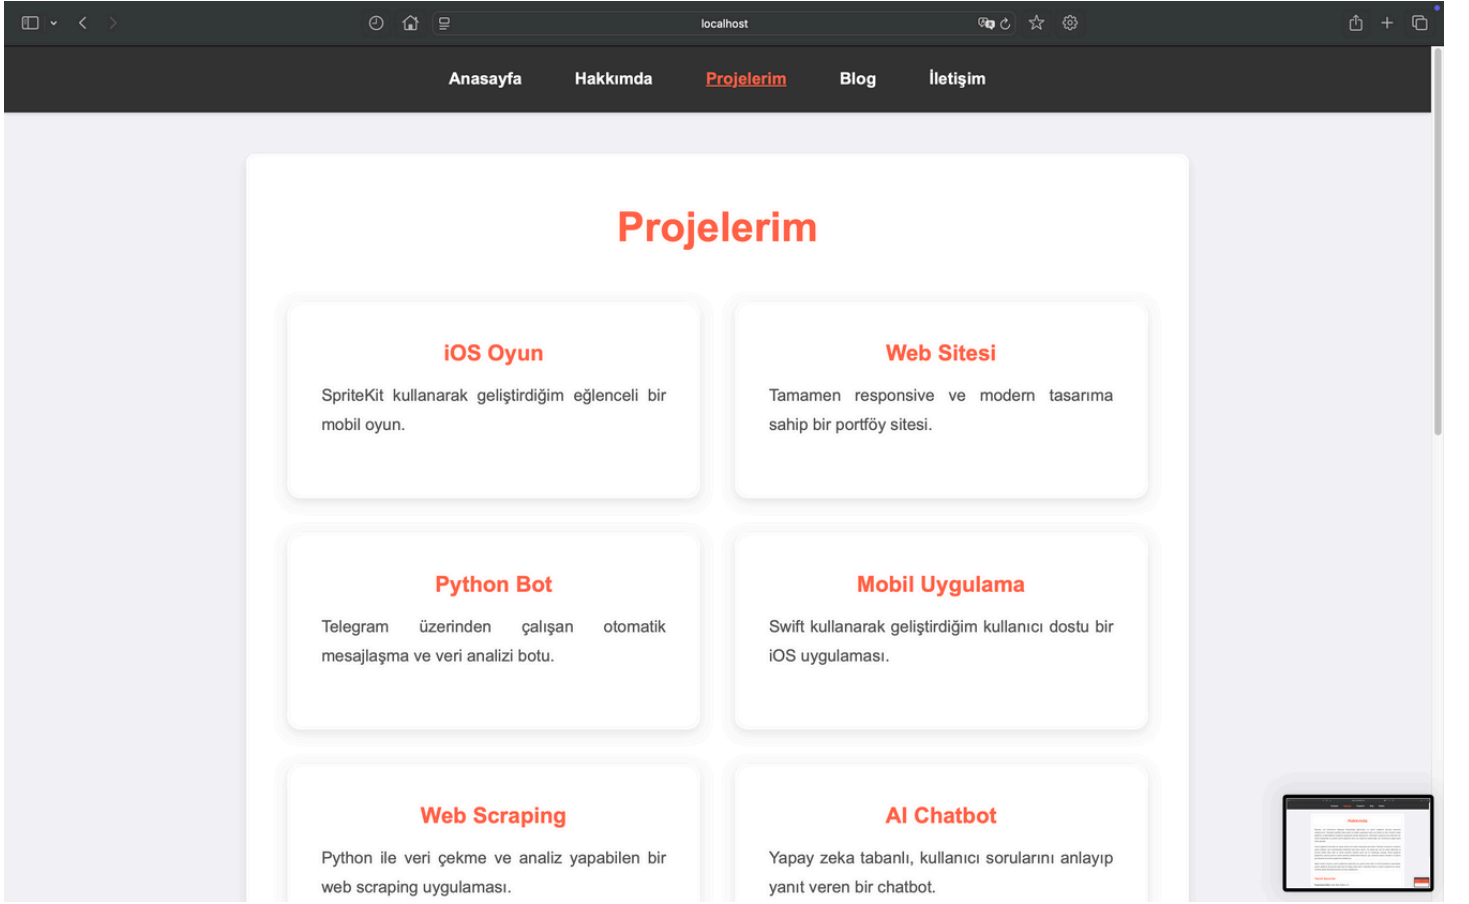 localhost
Anasayfa Hakkımda Projelerim Blog İletişim
Projelerim
iOS Oyun
SpriteKit kullanarak geliştirdiğim eğlenceli bir
mobil oyun.
Web Sitesi
Tamamen responsive ve modern tasarıma
sahip bir portföy sitesi.
Python Bot
Telegram üzerinden çalışan otomatik
mesajlaşma ve veri analizi botu.
Mobil Uygulama
Swift kullanarak geliştirdiğim kullanıcı dostu bir
iOS uygulaması.
Web Scraping
Python ile veri çekme ve analiz yapabilen bir
web scraping uygulaması.
AI Chatbot
Yapay zeka tabanlı, kullanıcı sorularını anlayıp
yanıt veren bir chatbot.